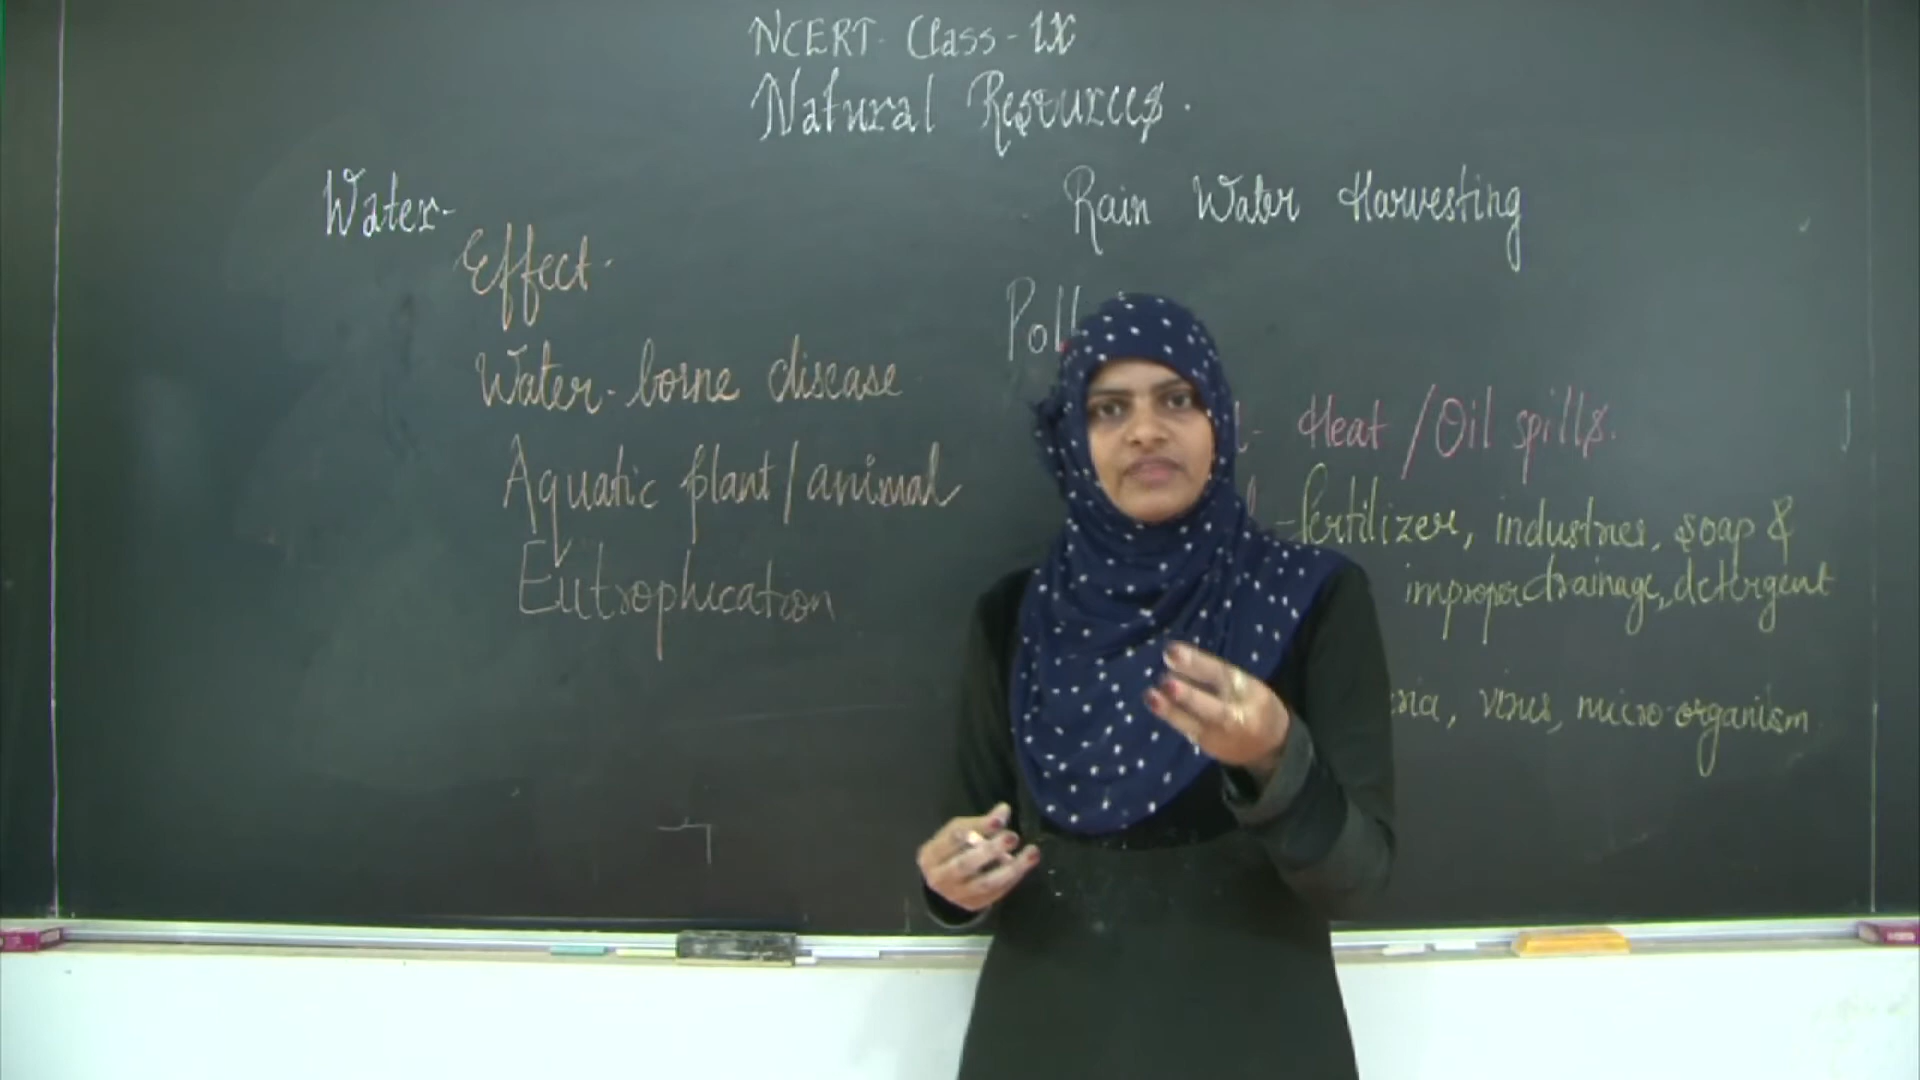 NCERT- Class - IX
Natural Resources.
Water-
Effect.
Water-borne disease
Aquatic plant/animal
Eutrophication
Rain Water Harvesting
Heat /Oil spills.
-fertilizer, industries, soap &
improper drainage, detergent
virus, micro-organism